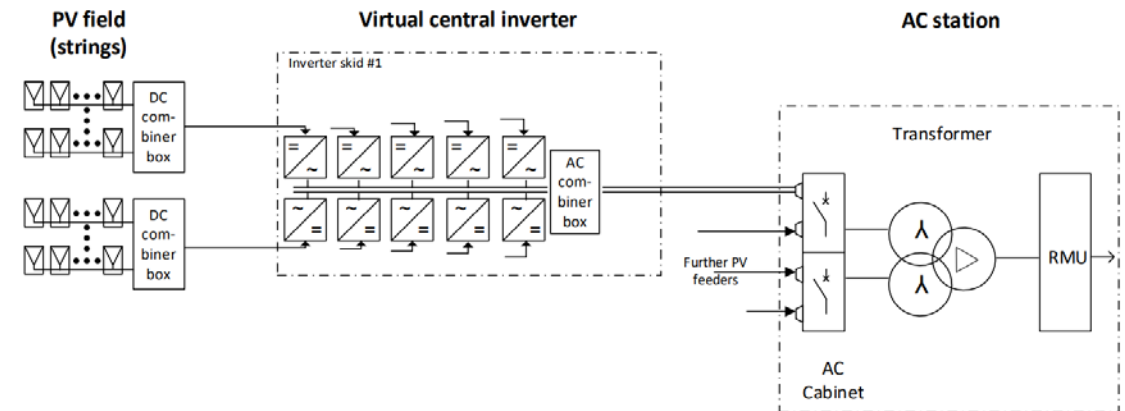 PV field
(strings)
Virtual central inverter
AC station
Inverter skid #1
DC
com-
biner
box
DC
com-
biner
box
=
~
=
~
=
~
=
~
=
~
~
=
~
=
~
=
~
=
~
=
AC
com-
biner
box
Further PV
feeders
Transformer
RMU
AC
Cabinet